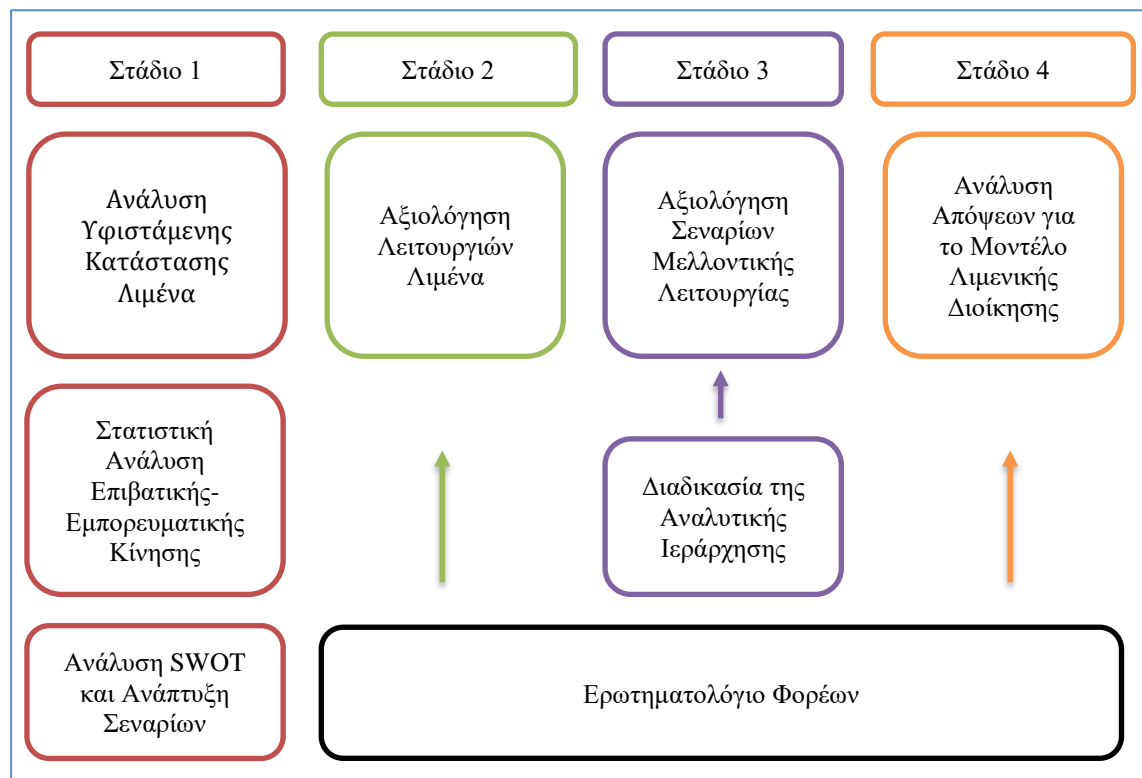 Στάδιο 1
Στάδιο 2
Στάδιο 3
Στάδιο 4
Ανάλυση
Υφιστάμενης
Κατάστασης
Λιμένα
Αξιολόγηση
Λειτουργιών
Λιμένα
Αξιολόγηση
Σεναρίων
Μελλοντικής
Λειτουργίας
Ανάλυση
Απόψεων για
το Μοντέλο
Λιμενικής
Διοίκησης
Στατιστική
Ανάλυση
Επιβατικής-
Εμπορευματικής
Κίνησης
Διαδικασία της
Αναλυτικής
Ιεράρχησης
Ανάλυση SWOT
και Ανάπτυξη
Σεναρίων
Ερωτηματολόγιο Φορέων